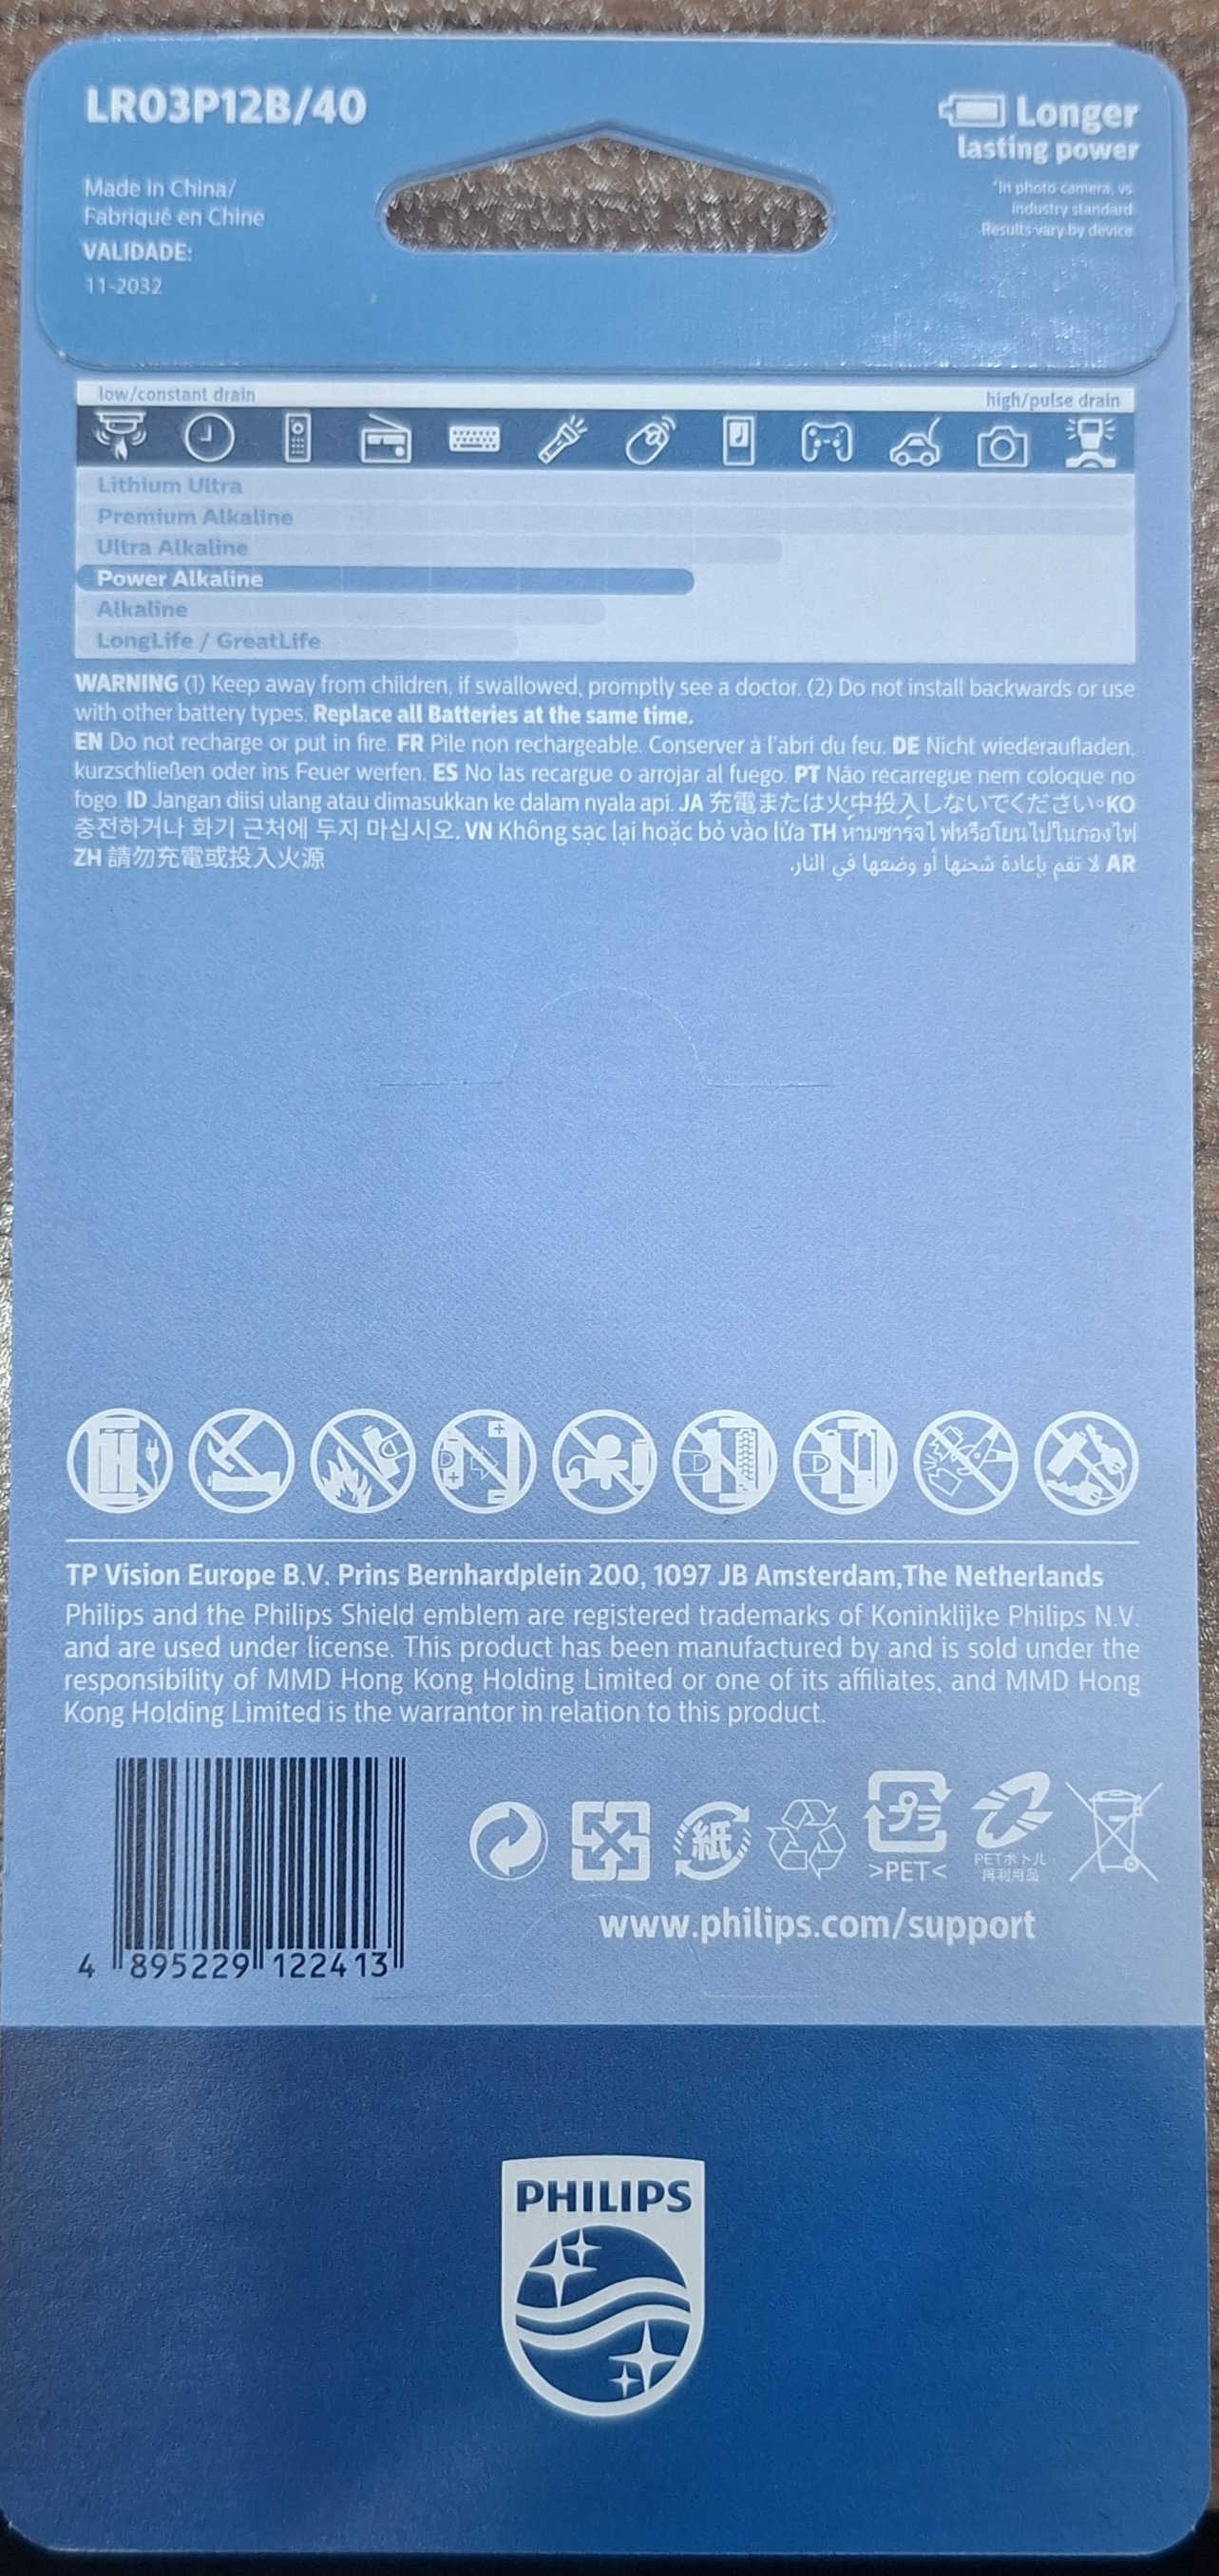 LR03P12B/40
Made in China/
Fabriqué en Chine
VALIDADE:
11-2032
Longer
lasting power
*In photo camera, vs
industry standard
Results vary by device
low/constant drain
high/pulse drain
Lithium Ultra
Premium Alkaline
Ultra Alkaline
Power Alkaline
Alkaline
LongLife / GreatLife
WARNING (1) Keep away from children, if swallowed, promptly see a doctor. (2) Do not install backwards or use
with other battery types. Replace all Batteries at the same time.
EN Do not recharge or put in fire. FR Pile non rechargeable. Conserver à l'abri du feu. DE Nicht wiederaufladen,
kurzschließen oder ins Feuer werfen. ES No las recargue o arrojar al fuego. PT Não recarregue nem coloque no
fogo. ID Jangan diisi ulang atau dimasukkan ke dalam nyala api. JA 充電または火中投入しないでください。KO
충전하거나 화기 근처에 두지 마십시오. VN Không sạc lại hoặc bỏ vào lửa TH ห้ามชาร์จไฟหรือโยนไปในกองไฟ
ZH 請勿充電或投入火源
AR لا تقم بإعادة شحنها أو وضعها في النار.
TP Vision Europe B.V. Prins Bernhardplein 200, 1097 JB Amsterdam,The Netherlands
Philips and the Philips Shield emblem are registered trademarks of Koninklijke Philips N.V.
and are used under license. This product has been manufactured by and is sold under the
responsibility of MMD Hong Kong Holding Limited or one of its affiliates, and MMD Hong
Kong Holding Limited is the warrantor in relation to this product.
紙
プラ
>PET<
PETボトル
再利用品
www.philips.com/support
4 895229 122413
PHILIPS